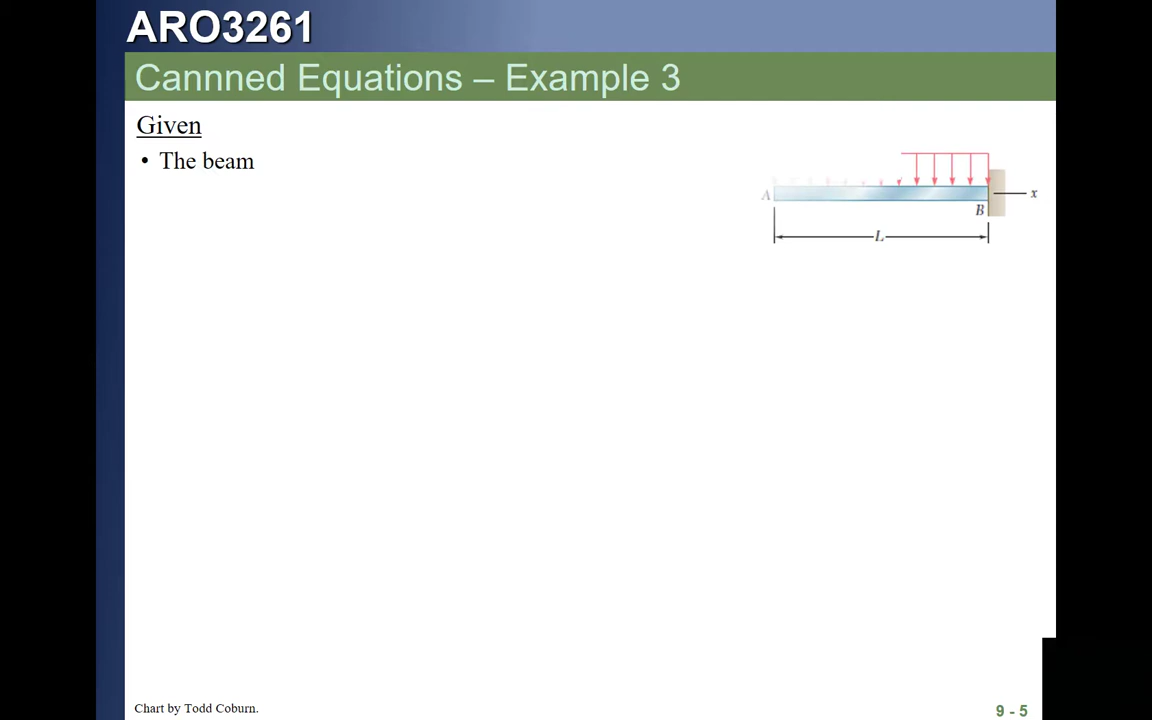 ARO3261
Cannned Equations – Example 3
Given
• The beam
A
B
x
L
Chart by Todd Coburn.
9 - 5